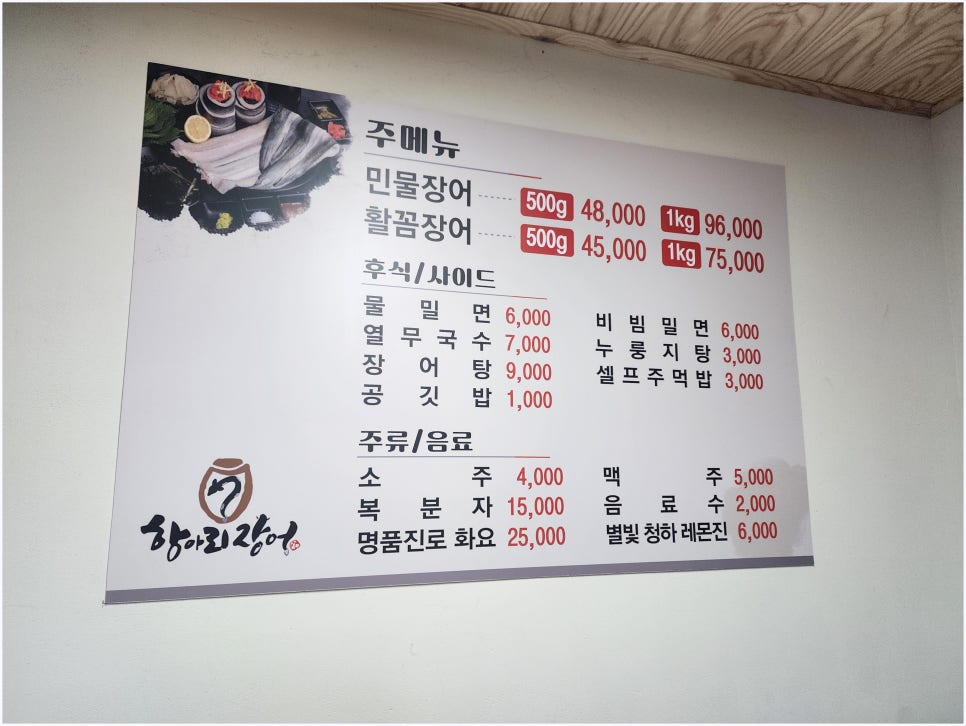 주메뉴
민물장어 500g 48,000 1kg 96,000
활꼼장어 500g 45,000 1kg 75,000
후식/사이드
물밀면 6,000 비빔밀면 6,000
열무국수 7,000 누룽지탕 3,000
장어탕 9,000 셀프주먹밥 3,000
공깃밥 1,000
주류/음료
소주 4,000 맥주 5,000
복분자 15,000 음료수 2,000
명품진로 화요 25,000 별빛 청하 레몬진 6,000
항아리장어